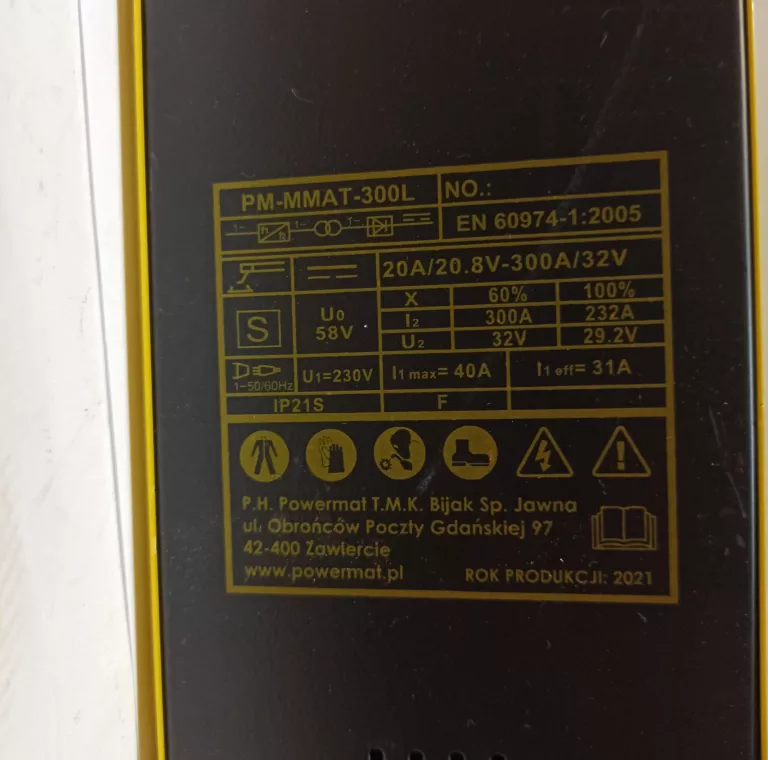 PM-MMAT-300L NO.:
EN 60974-1:2005
20A/20.8V-300A/32V
X 60% 100%
S U0 58V I2 300A 232A
U2 32V 29.2V
1~50/60Hz U1=230V I1 max= 40A I1 eff= 31A
IP21S F
P.H. Powermat T.M.K. Bijak Sp. Jawna
ul. Obrońców Poczty Gdańskiej 97
42-400 Zawiercie
www.powermat.pl ROK PRODUKCJI: 2021